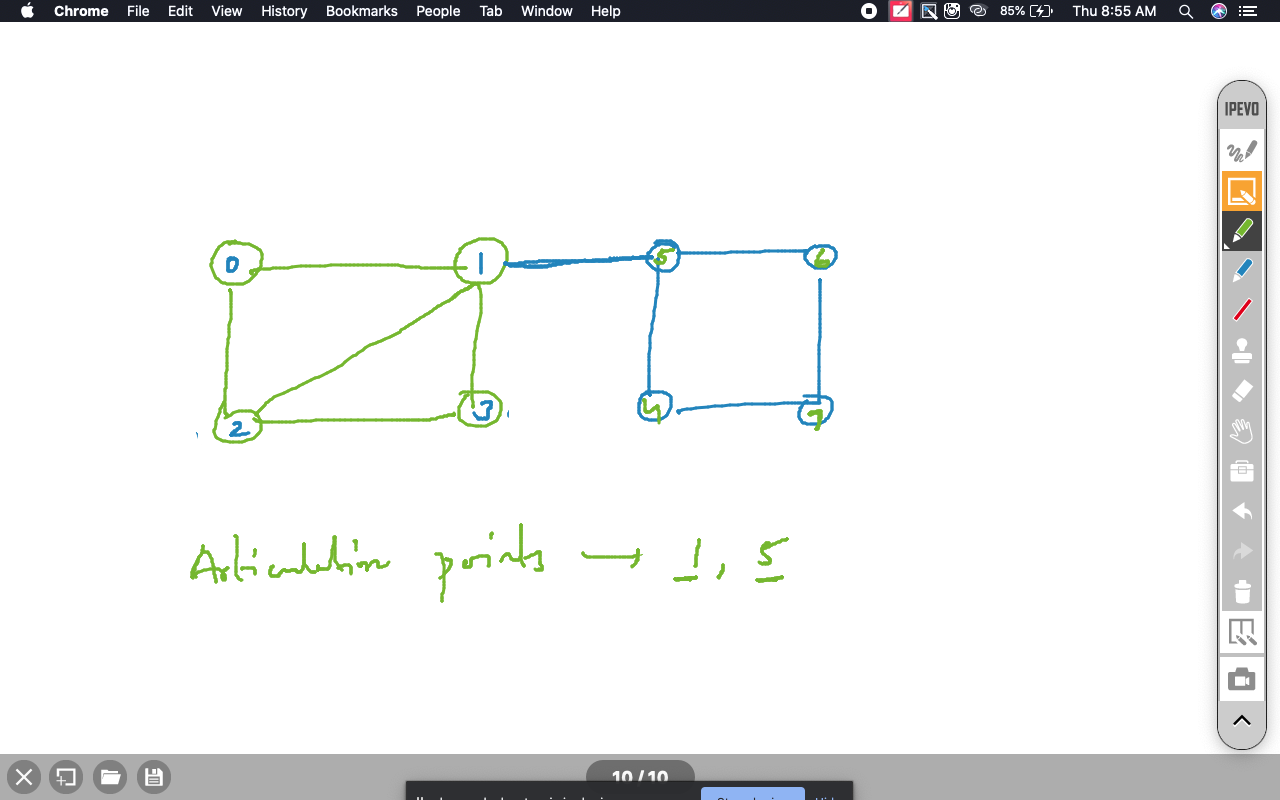 Chrome File Edit View History Bookmarks People Tab Window Help 85% Thu 8:55 AM
IPEVO
0 1 5 6
2 3 4 7
Articulation points → 1, 5
10 / 10